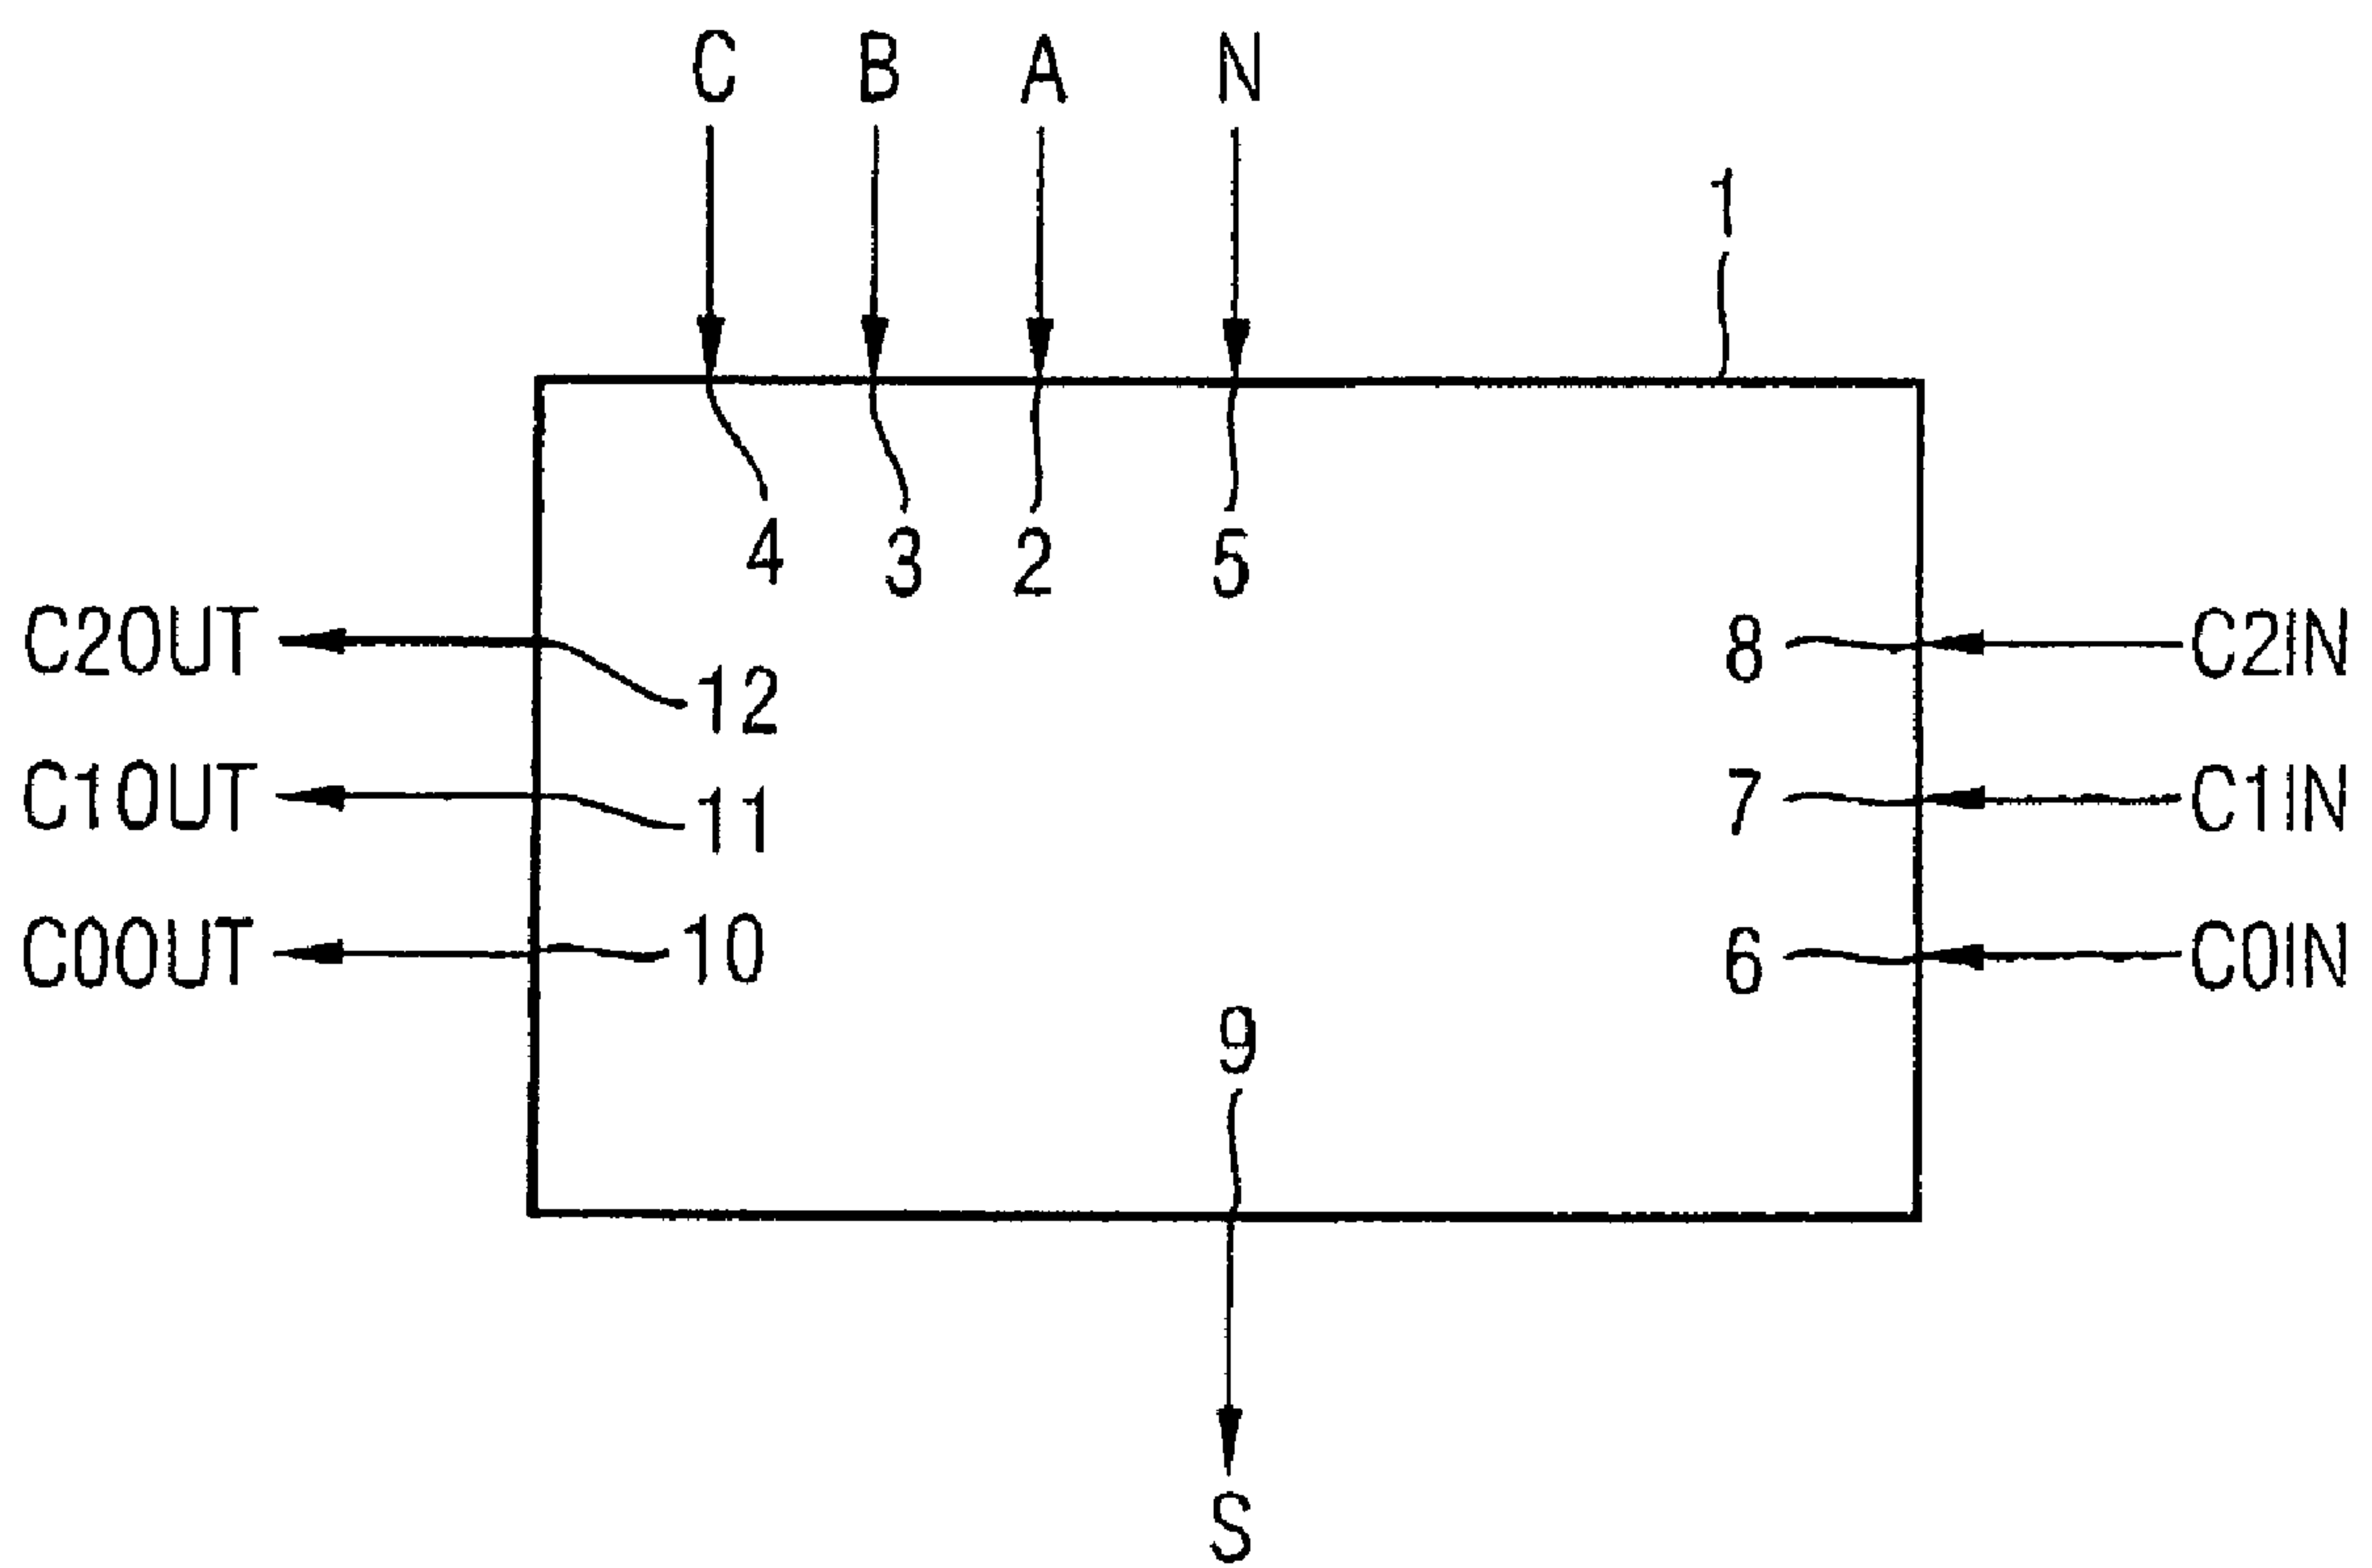 C B A N
1
4 3 2 5
C2OUT 12 8 C2IN
C1OUT 11 7 C1IN
C0OUT 10 6 C0IN
9
S